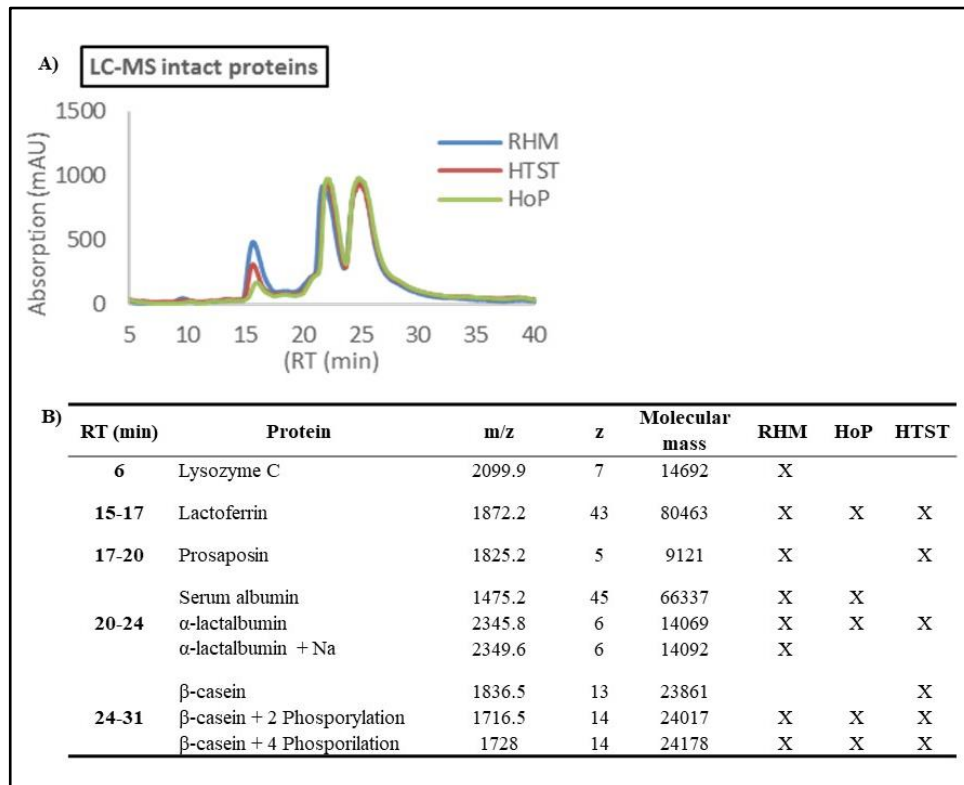 A) LC-MS intact proteins
1500
1000
500
0
Absorption (mAU)
RHM
HTST
HoP
5 10 15 20 25 30 35 40
(RT (min)
B)
RT (min) Protein m/z z Molecular mass RHM HoP HTST
6 Lysozyme C 2099.9 7 14692 X
15-17 Lactoferrin 1872.2 43 80463 X X X
17-20 Prosaposin 1825.2 5 9121 X X
20-24
Serum albumin 1475.2 45 66337 X X
α-lactalbumin 2345.8 6 14069 X X X
α-lactalbumin + Na 2349.6 6 14092 X
24-31
β-casein 1836.5 13 23861 X
β-casein + 2 Phosporylation 1716.5 14 24017 X X X
β-casein + 4 Phosporilation 1728 14 24178 X X X